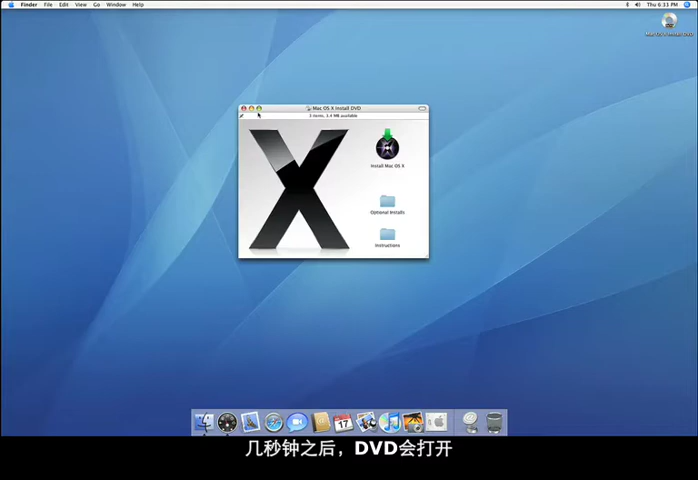 Finder File Edit View Go Window Help
Thu 6:33 PM
Mac OS X Install DVD
Mac OS X Install DVD
3 items, 3.4 MB available
Install Mac OS X
Optional Installs
Instructions
17
几秒钟之后，DVD会打开